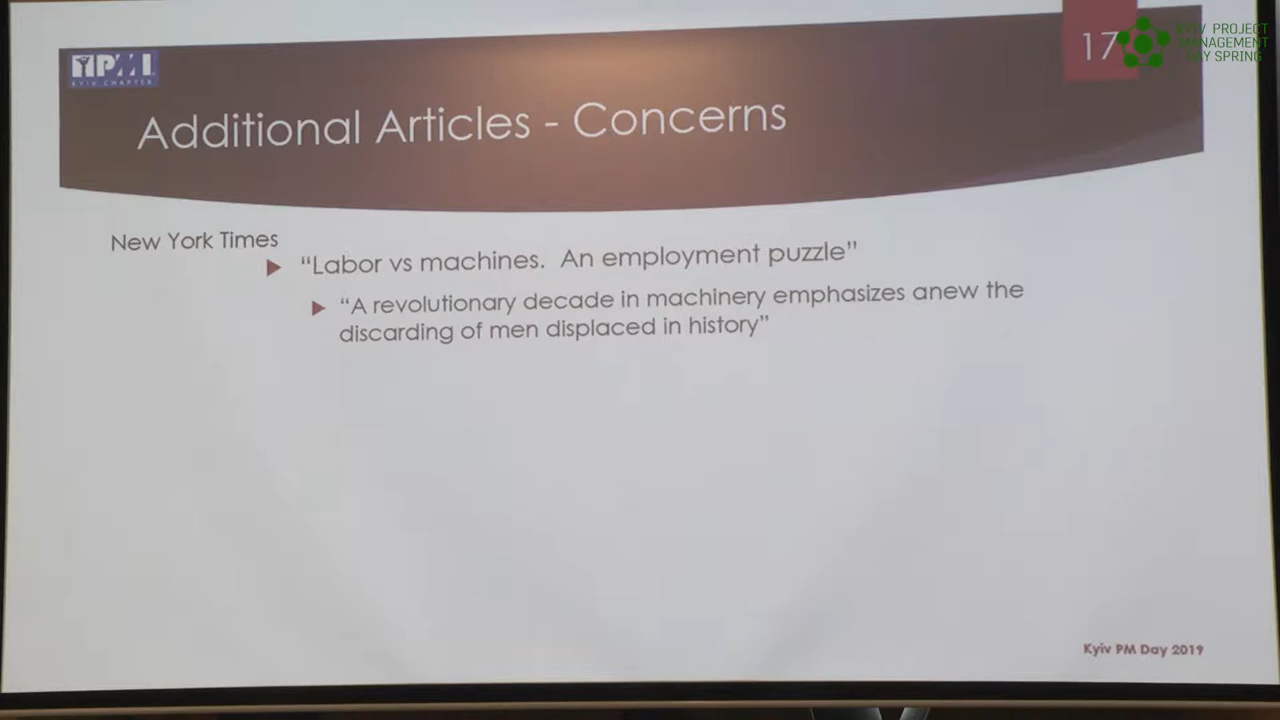 PMI
KYIV CHAPTER
17
KYIV PROJECT
MANAGEMENT
DAY SPRING
Additional Articles - Concerns
New York Times
“Labor vs machines. An employment puzzle”
“A revolutionary decade in machinery emphasizes anew the
discarding of men displaced in history”
Kyiv PM Day 2019